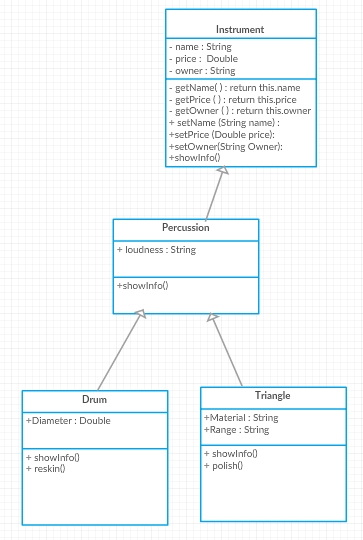 Instrument
- name : String
- price :  Double
- owner : String
- getName( ) : return this.name
- getPrice ( ) : return this.price
- getOwner ( ) : return this.owner
+ setName (String name) :
+setPrice (Double price):
+setOwner(String Owner):
+showInfo()
Percussion
+ loudness : String
+showInfo()
Drum
+Diameter : Double
+ showInfo()
+ reskin()
Triangle
+Material : String
+Range : String
+ showInfo()
+ polish()